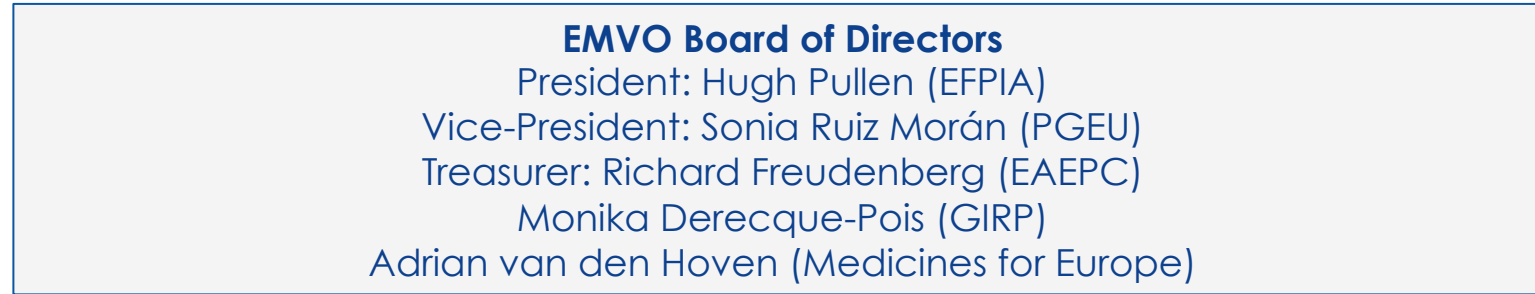 EMVO Board of Directors
President: Hugh Pullen (EFPIA)
Vice-President: Sonia Ruiz Morán (PGEU)
Treasurer: Richard Freudenberg (EAEPC)
Monika Derecque-Pois (GIRP)
Adrian van den Hoven (Medicines for Europe)